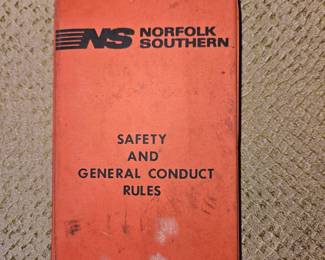 NS NORFOLK
SOUTHERN
SAFETY
AND
GENERAL CONDUCT
RULES